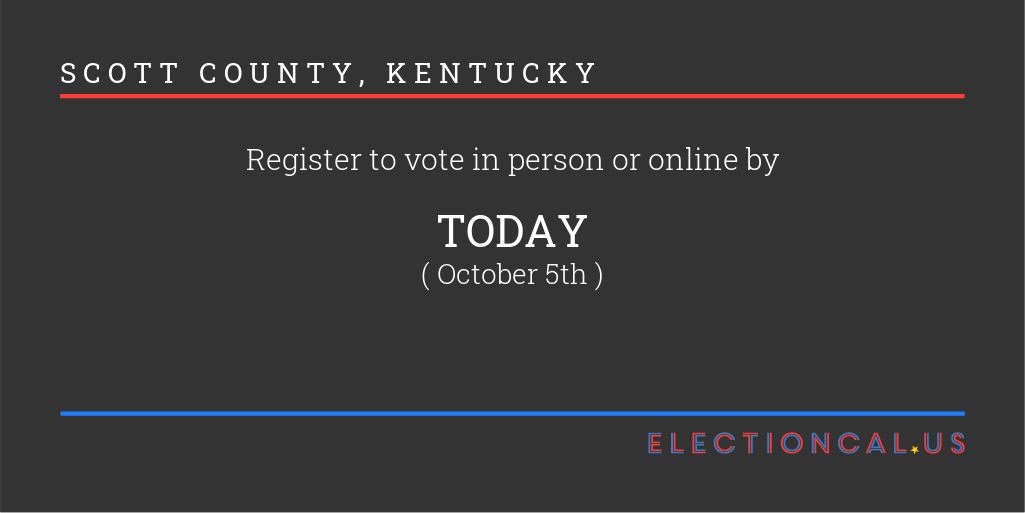 SCOTT COUNTY, KENTUCKY
Register to vote in person or online by
TODAY
( October 5th )
ELECTIONCAL.US